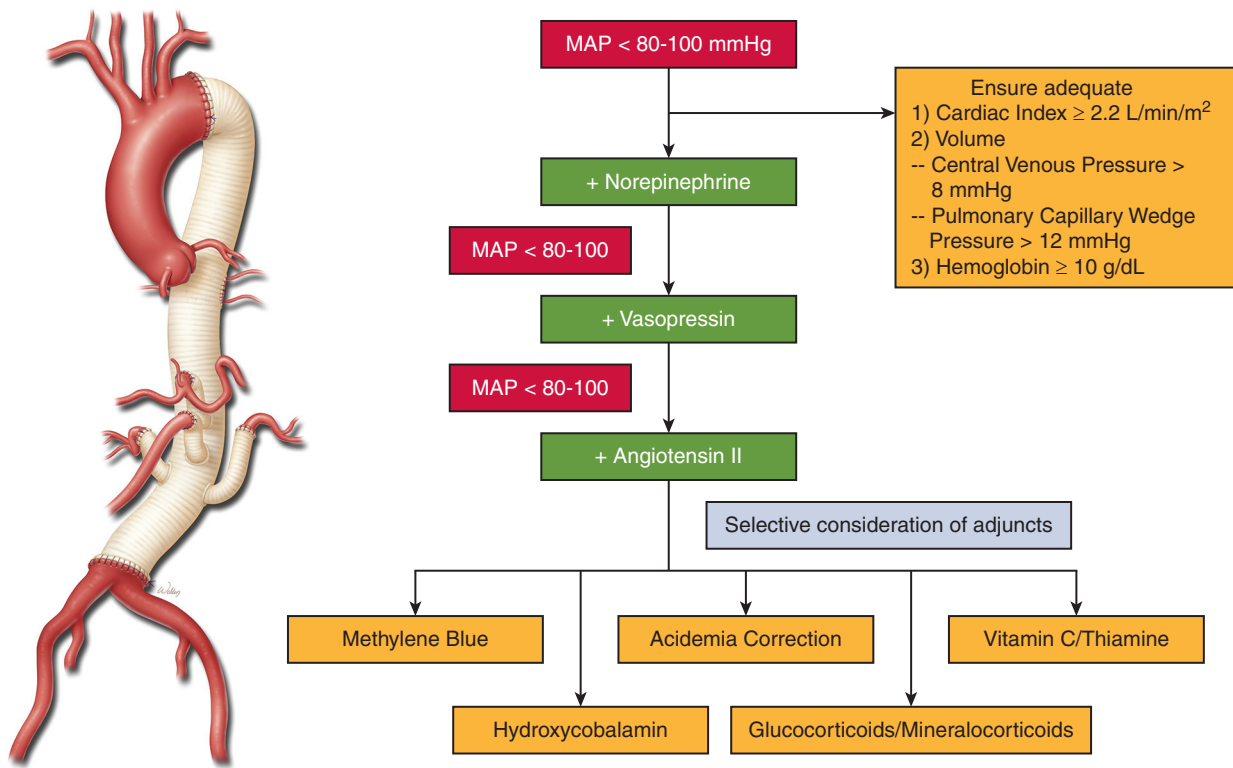 MAP < 80-100 mmHg
Ensure adequate
1) Cardiac Index ≥ 2.2 L/min/m²
2) Volume
-- Central Venous Pressure >
8 mmHg
-- Pulmonary Capillary Wedge
Pressure > 12 mmHg
3) Hemoglobin ≥ 10 g/dL
+ Norepinephrine
MAP < 80-100
+ Vasopressin
MAP < 80-100
+ Angiotensin II
Selective consideration of adjuncts
Methylene Blue
Acidemia Correction
Vitamin C/Thiamine
Hydroxycobalamin
Glucocorticoids/Mineralocorticoids